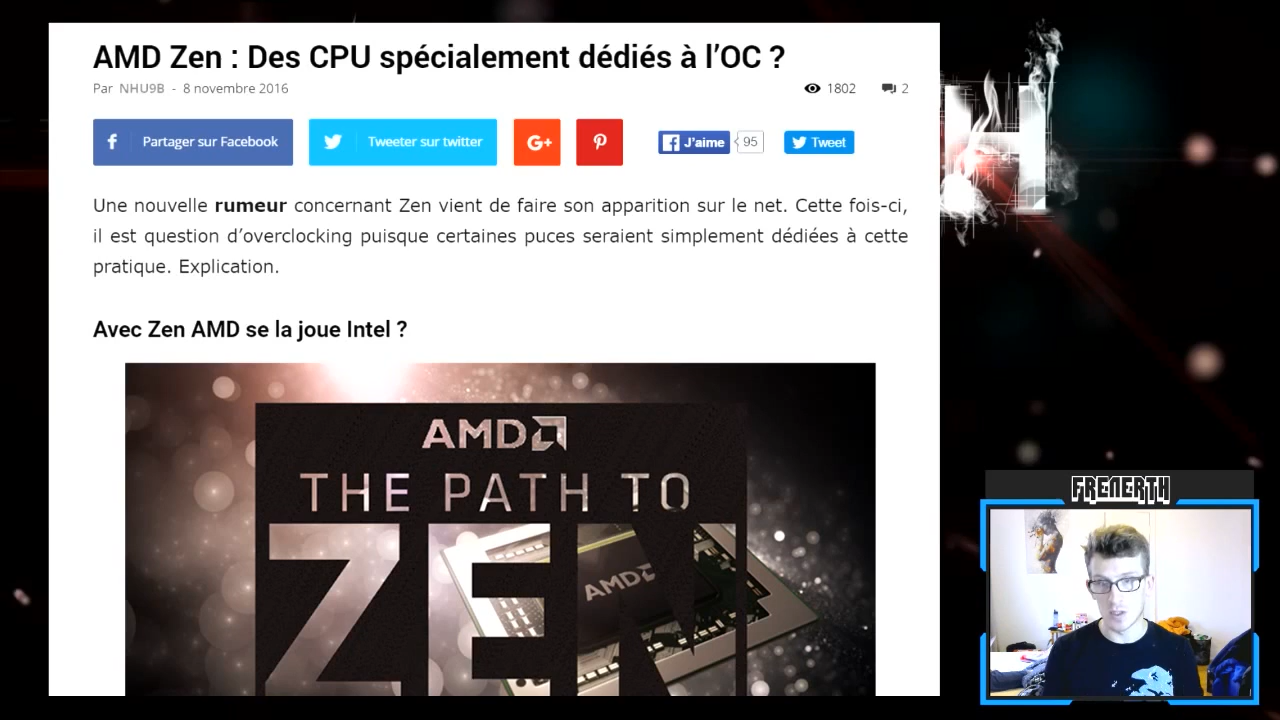 AMD Zen : Des CPU spécialement dédiés à l’OC ?
Par NHU9B - 8 novembre 2016
1802
2
Partager sur Facebook
Tweeter sur twitter
G+
J'aime
95
Tweet
Une nouvelle rumeur concernant Zen vient de faire son apparition sur le net. Cette fois-ci,
il est question d’overclocking puisque certaines puces seraient simplement dédiées à cette
pratique. Explication.
Avec Zen AMD se la joue Intel ?
AMD
THE PATH TO
ZEN
AMD
FRENERTH